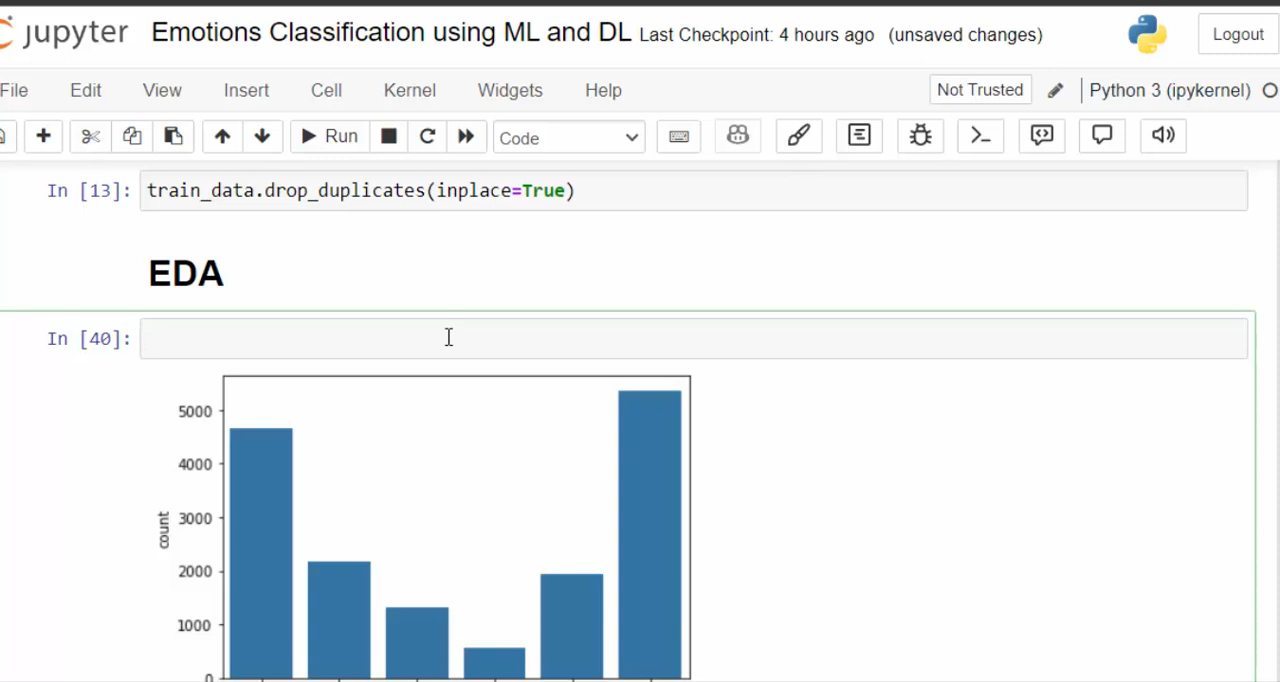 jupyter Emotions Classification using ML and DL Last Checkpoint: 4 hours ago (unsaved changes) Logout
File Edit View Insert Cell Kernel Widgets Help Not Trusted Python 3 (ipykernel)
Run Code
In [13]: train_data.drop_duplicates(inplace=True)
EDA
In [40]:
5000
4000
3000
count
2000
1000
0